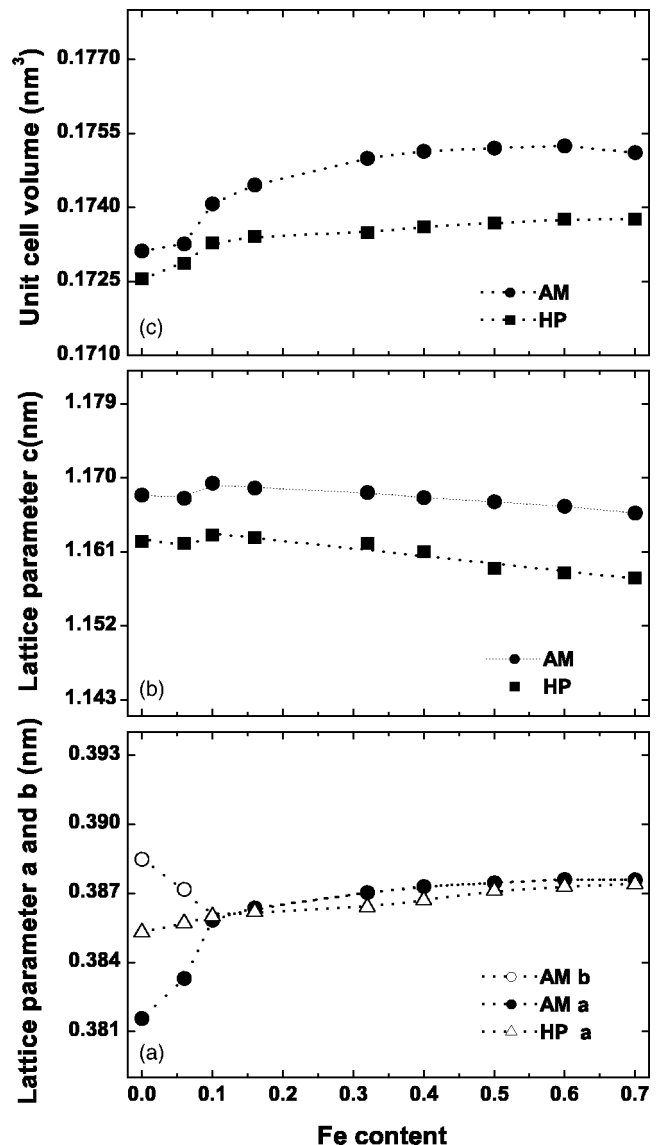 Unit cell volume (nm³)
0.1770
0.1755
0.1740
0.1725
0.1710
AM
HP
(c)
Lattice parameter c(nm)
1.179
1.170
1.161
1.152
1.143
AM
HP
(b)
Lattice parameter a and b (nm)
0.393
0.390
0.387
0.384
0.381
AM b
AM a
HP a
(a)
0.0 0.1 0.2 0.3 0.4 0.5 0.6 0.7
Fe content